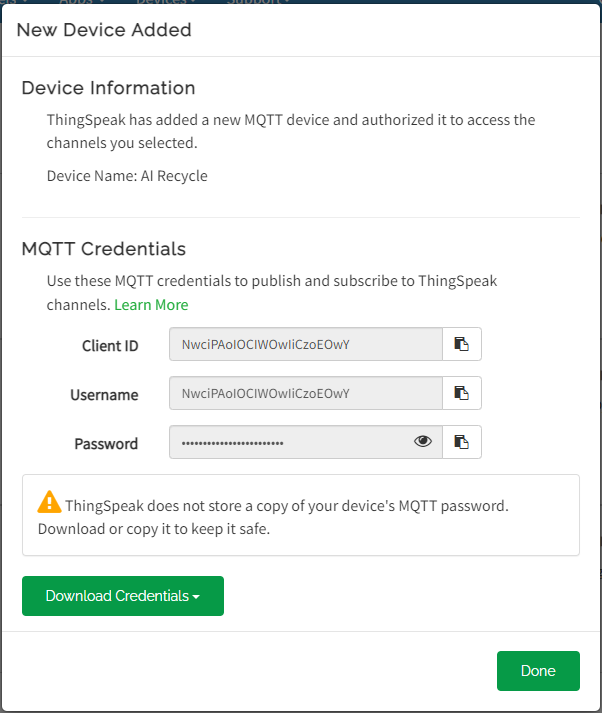 New Device Added
Device Information
ThingSpeak has added a new MQTT device and authorized it to access the
channels you selected.
Device Name: AI Recycle
MQTT Credentials
Use these MQTT credentials to publish and subscribe to ThingSpeak
channels. Learn More
Client ID NwciPAoIOCIWOwIiCzoEOwY
Username NwciPAoIOCIWOwIiCzoEOwY
Password •••••••••••••••••••••••
ThingSpeak does not store a copy of your device's MQTT password.
Download or copy it to keep it safe.
Download Credentials
Done